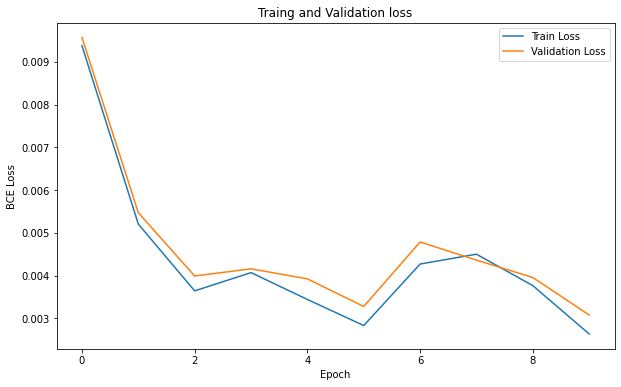 Traing and Validation loss
Train Loss
Validation Loss
BCE Loss
0.009
0.008
0.007
0.006
0.005
0.004
0.003
0 2 4 6 8
Epoch